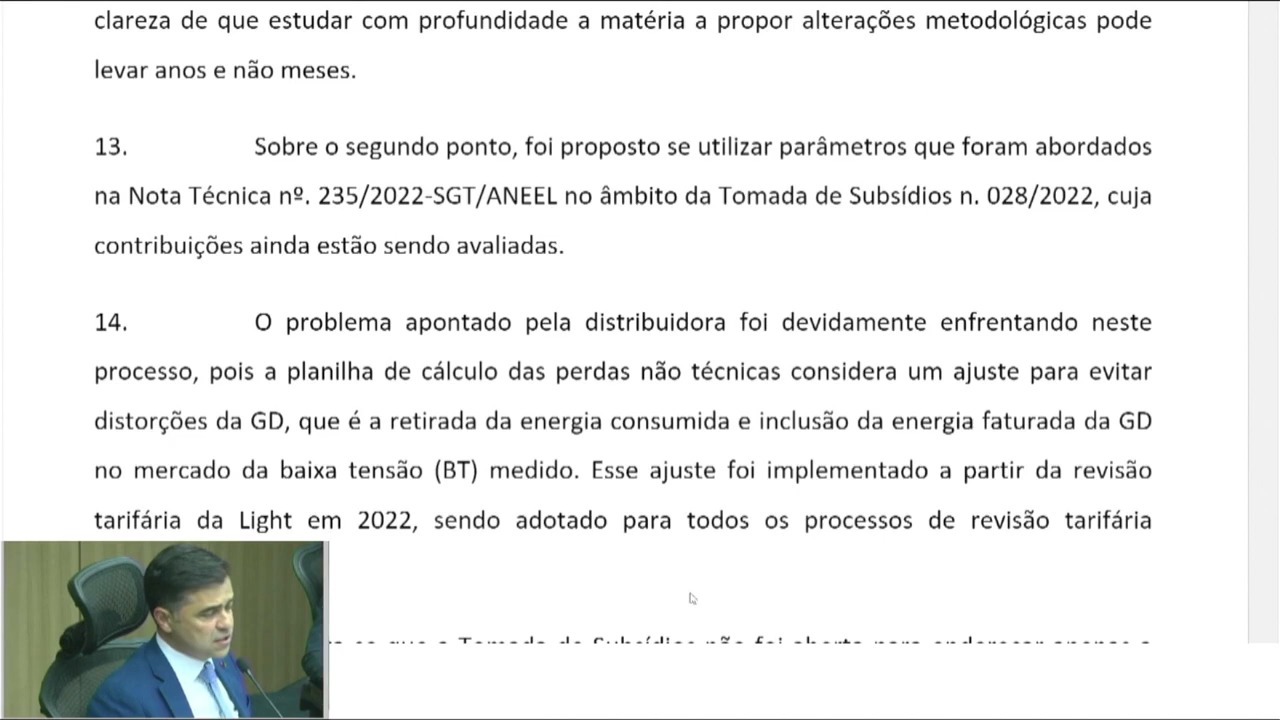 clareza de que estudar com profundidade a matéria a propor alterações metodológicas pode
levar anos e não meses.
13. Sobre o segundo ponto, foi proposto se utilizar parâmetros que foram abordados
na Nota Técnica nº. 235/2022-SGT/ANEEL no âmbito da Tomada de Subsídios n. 028/2022, cuja
contribuições ainda estão sendo avaliadas.
14. O problema apontado pela distribuidora foi devidamente enfrentando neste
processo, pois a planilha de cálculo das perdas não técnicas considera um ajuste para evitar
distorções da GD, que é a retirada da energia consumida e inclusão da energia faturada da GD
no mercado da baixa tensão (BT) medido. Esse ajuste foi implementado a partir da revisão
tarifária da Light em 2022, sendo adotado para todos os processos de revisão tarifária